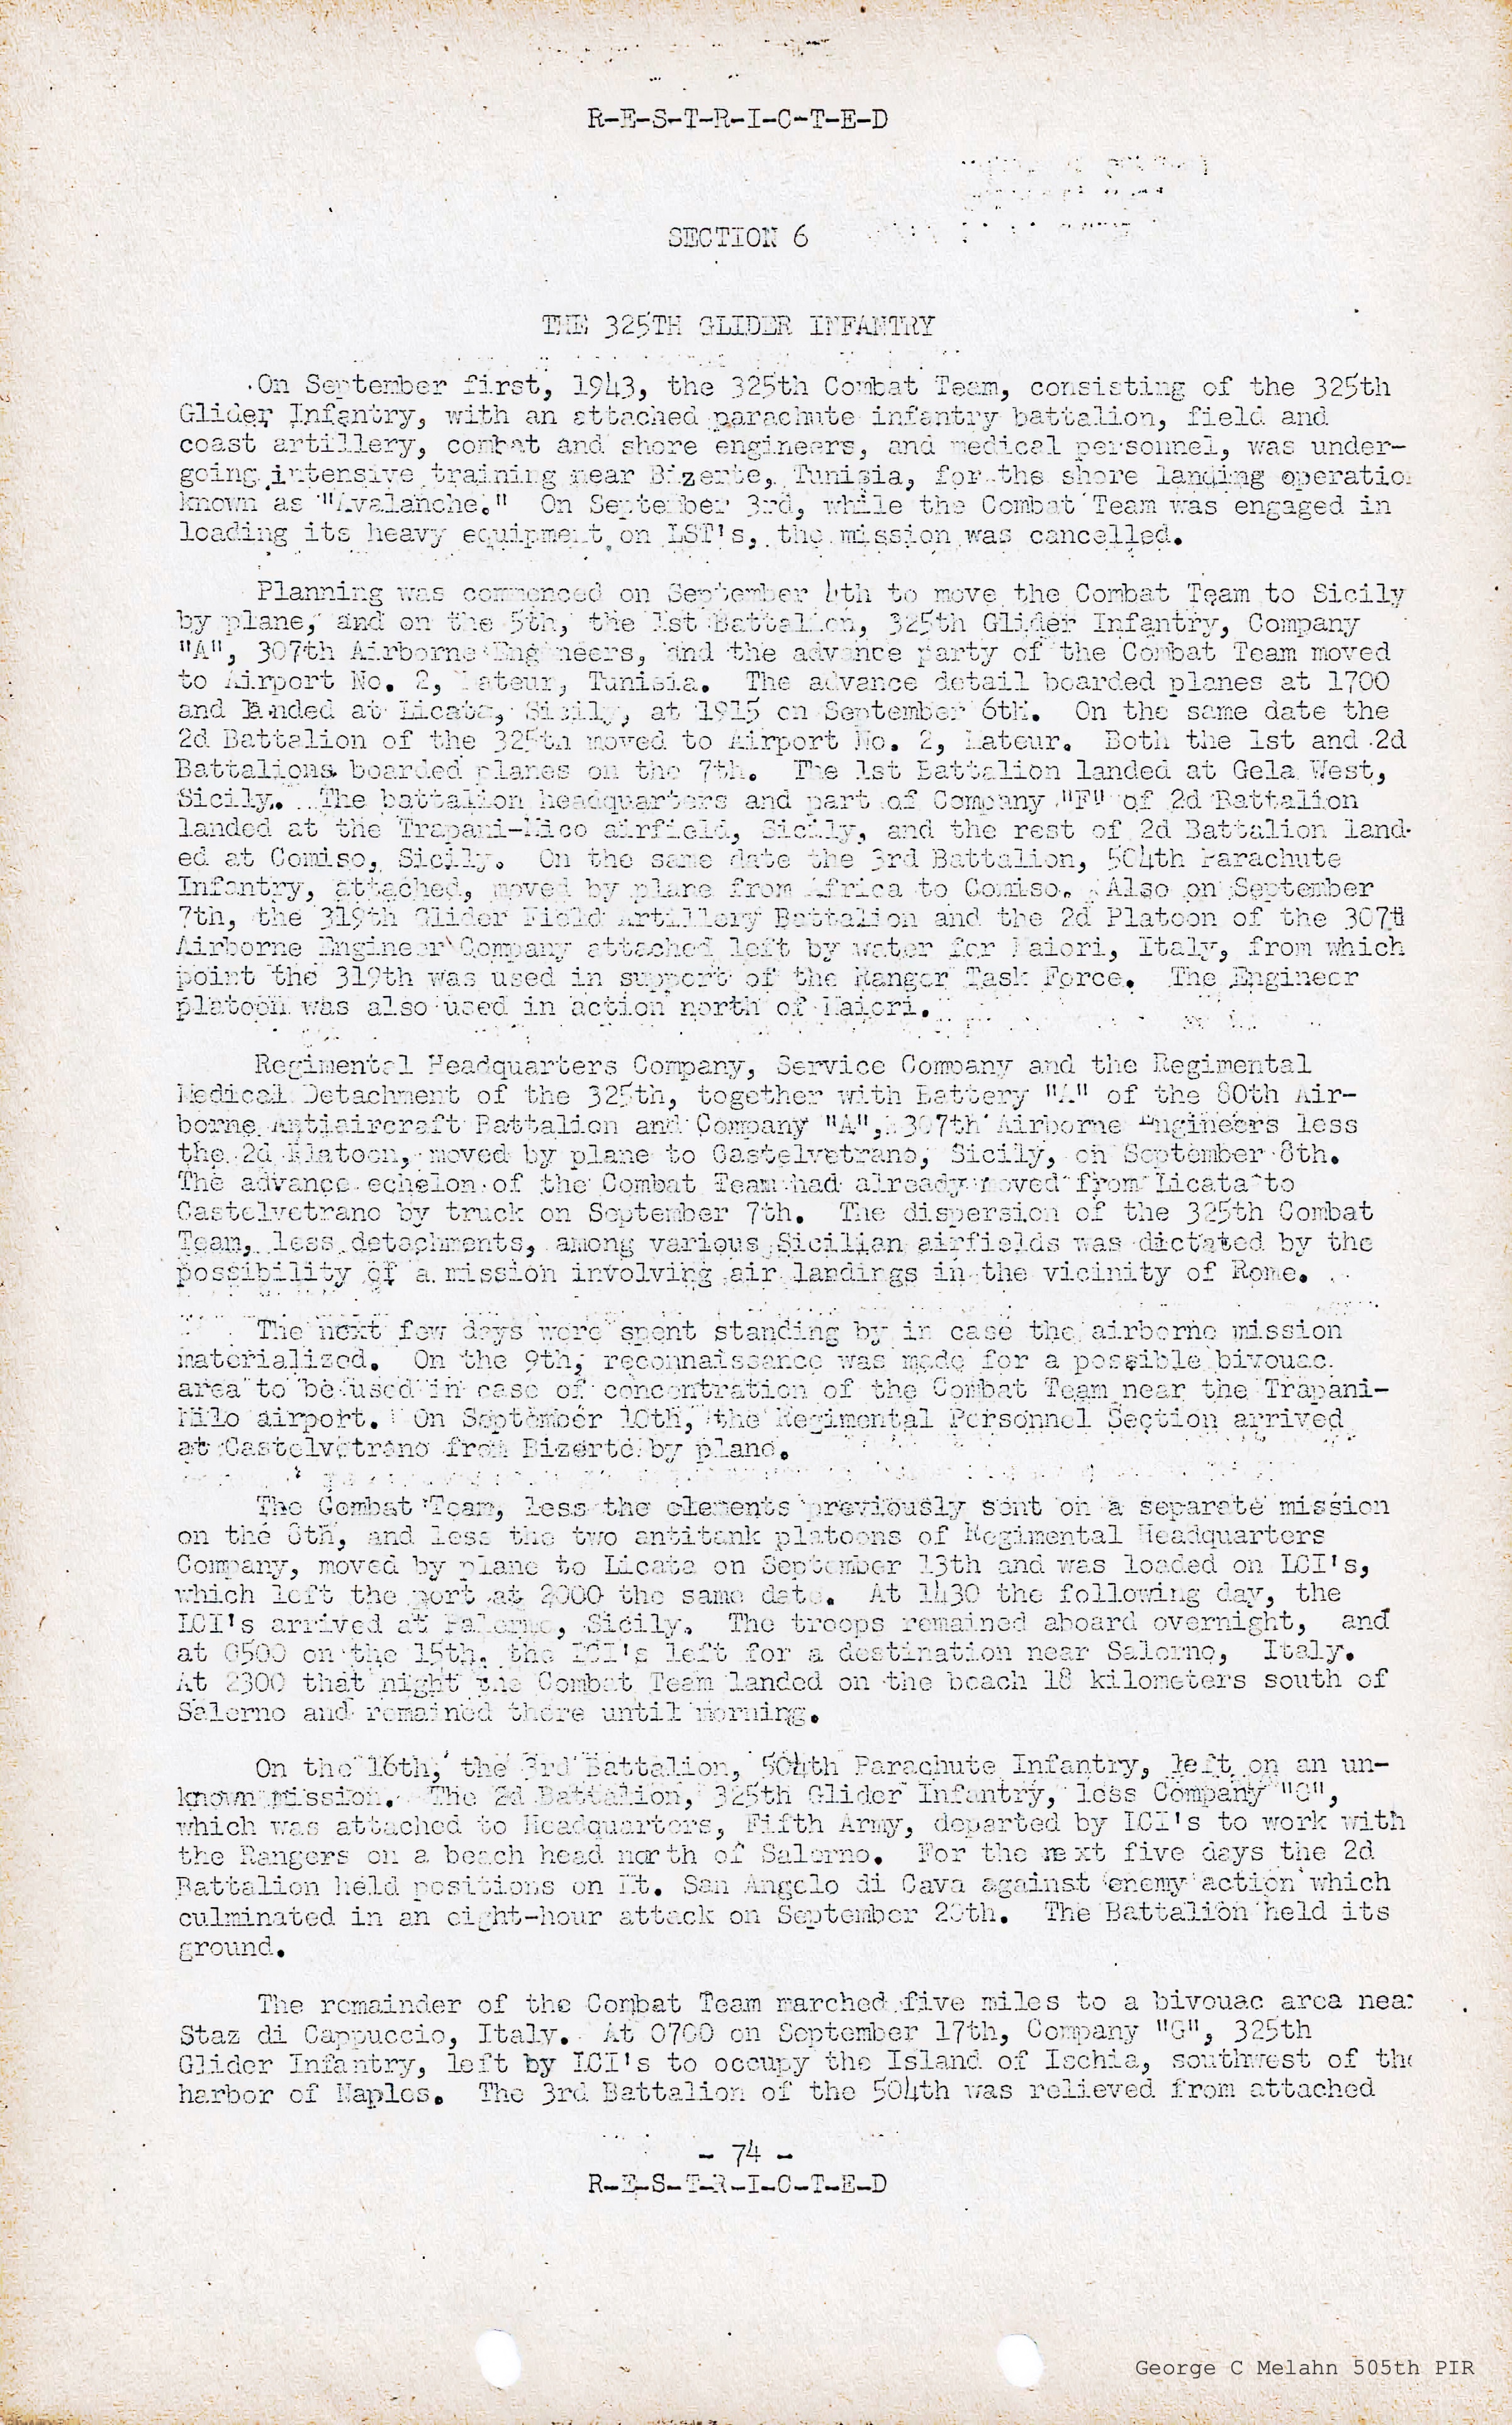 R-E-S-T-R-I-C-T-E-D
SECTION 6
THE 325TH GLIDER INFANTRY
On September first, 1943, the 325th Combat Team, consisting of the 325th
Glider Infantry, with an attached parachute infantry battalion, field and
coast artillery, combat and shore engineers, and medical personnel, was under-
going intensive training near Bizerte, Tunisia, for the shore landing operatio
known as "Avalanche." On September 3rd, while the Combat Team was engaged in
loading its heavy equipment on LST's, the mission was cancelled.
Planning was commenced on September 4th to move the Combat Team to Sicily
by plane, and on the 5th, the 1st Battalion, 325th Glider Infantry, Company
"A", 307th Airborne Engineers, and the advance party of the Combat Team moved
to Airport No. 2, Mateur, Tunisia. The advance detail boarded planes at 1700
and landed at Licata, Sicily, at 1915 on September 6th. On the same date the
2d Battalion of the 325th moved to Airport No. 2, Mateur. Both the 1st and 2d
Battalions boarded planes on the 7th. The 1st Battalion landed at Gela West,
Sicily. The battalion headquarters and part of Company "F" of 2d Battalion
landed at the Trapani-Mico airfield, Sicily, and the rest of 2d Battalion land-
ed at Comiso, Sicily. On the same date the 3rd Battalion, 504th Parachute
Infantry, attached, moved by plane from Africa to Comiso. Also on September
7th, the 319th Glider Field Artillery Battalion and the 2d Platoon of the 307th
Airborne Engineer Company attached left by water for Maiori, Italy, from which
point the 319th was used in support of the Ranger Task Force. The Engineer
platoon was also used in action north of Maiori.
Regimental Headquarters Company, Service Company and the Regimental
Medical Detachment of the 325th, together with Battery "A" of the 80th Air-
borne Antiaircraft Battalion and Company "A", 307th Airborne Engineers less
the 2d Platoon, moved by plane to Castelvetrano, Sicily, on September 8th.
The advance echelon of the Combat Team had already moved from Licata to
Castelvetrano by truck on September 7th. The dispersion of the 325th Combat
Team, less detachments, among various Sicilian airfields was dictated by the
possibility of a mission involving air landings in the vicinity of Rome.
The next few days were spent standing by in case the airborne mission
materialized. On the 9th, reconnaissance was made for a possible bivouac
area to be used in case of concentration of the Combat Team near the Trapani-
Milo airport. On September 10th, the Regimental Personnel Section arrived
at Castelvetrano from Bizerte by plane.
The Combat Team, less the elements previously sent on a separate mission
on the 8th, and less the two antitank platoons of Regimental Headquarters
Company, moved by plane to Licata on September 13th and was loaded on LCI's,
which left the port at 2000 the same date. At 1430 the following day, the
LCI's arrived at Palermo, Sicily. The troops remained aboard overnight, and
at 0500 on the 15th, the LCI's left for a destination near Salerno, Italy.
At 2300 that night the Combat Team landed on the beach 18 kilometers south of
Salerno and remained there until morning.
On the 16th, the 3rd Battalion, 504th Parachute Infantry, left on an un-
known mission. The 2d Battalion, 325th Glider Infantry, less Company "G",
which was attached to Headquarters, Fifth Army, departed by LCI's to work with
the Rangers on a beach head north of Salerno. For the next five days the 2d
Battalion held positions on Mt. San Angelo di Cava against enemy action which
culminated in an eight-hour attack on September 20th. The Battalion held its
ground.
The remainder of the Combat Team marched five miles to a bivouac area near
Staz di Cappuccio, Italy. At 0700 on September 17th, Company "G", 325th
Glider Infantry, left by LCI's to occupy the Island of Ischia, southwest of the
harbor of Naples. The 3rd Battalion of the 504th was relieved from attached
- 74 -
R-E-S-T-R-I-C-T-E-D
George C Melahn 505th PIR